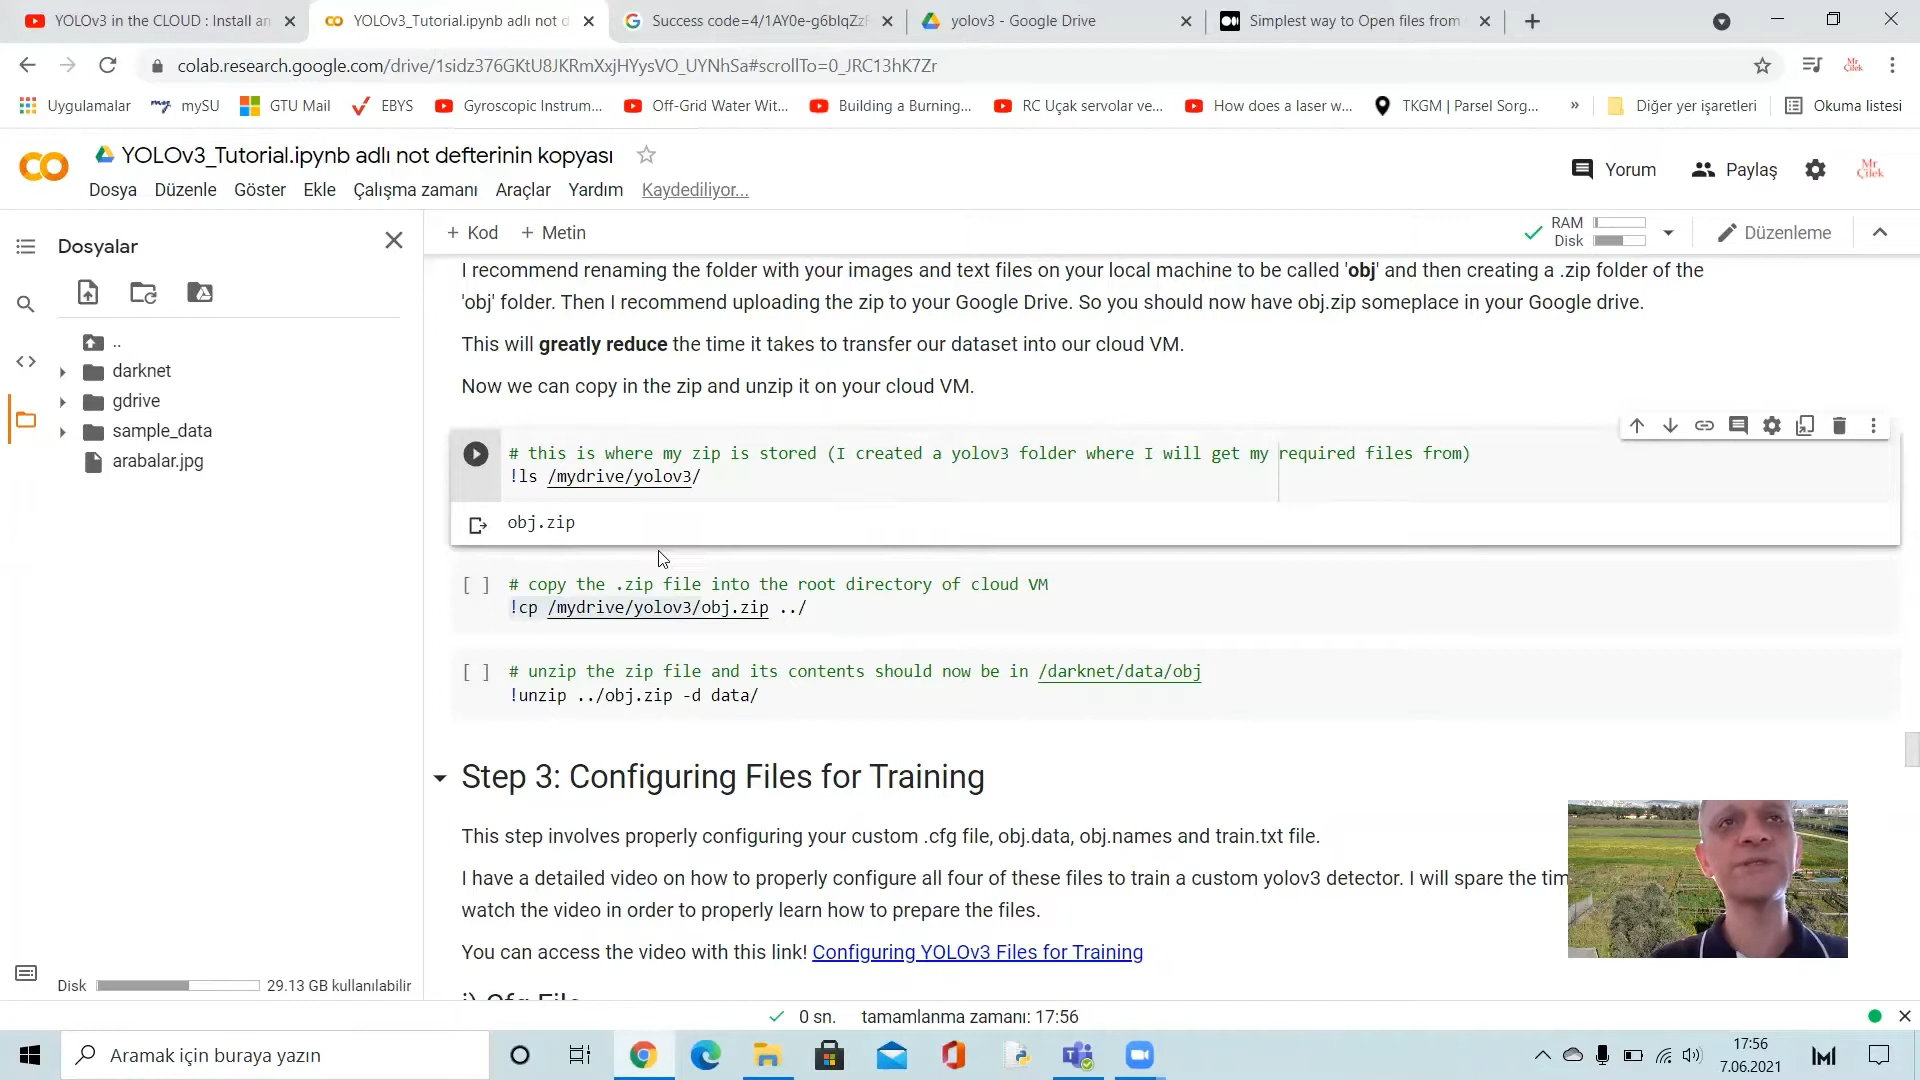 YOLOv3 in the CLOUD : Install an
YOLOv3_Tutorial.ipynb adlı not d
Success code=4/1AY0e-g6blqZz
yolov3 - Google Drive
Simplest way to Open files from
colab.research.google.com/drive/1sidz376GKtU8JKRmXxjHYysVO_UYNhSa#scrollTo=0_JRC13hK7Zr
Uygulamalar
mySU
GTU Mail
EBYS
Gyroscopic Instrum...
Off-Grid Water Wit...
Building a Burning...
RC Uçak servolar ve...
How does a laser w...
TKGM | Parsel Sorg...
»
Diğer yer işaretleri
Okuma listesi
YOLOv3_Tutorial.ipynb adlı not defterinin kopyası
Yorum
Paylaş
Mr. Çilek
Dosya Düzenle Göster Ekle Çalışma zamanı Araçlar Yardım Kaydediliyor...
Dosyalar
+ Kod + Metin
RAM
Disk
Düzenleme
..
darknet
gdrive
sample_data
arabalar.jpg
I recommend renaming the folder with your images and text files on your local machine to be called 'obj' and then creating a .zip folder of the
'obj' folder. Then I recommend uploading the zip to your Google Drive. So you should now have obj.zip someplace in your Google drive.
This will greatly reduce the time it takes to transfer our dataset into our cloud VM.
Now we can copy in the zip and unzip it on your cloud VM.
# this is where my zip is stored (I created a yolov3 folder where I will get my required files from)
!ls /mydrive/yolov3/
obj.zip
[ ] # copy the .zip file into the root directory of cloud VM
!cp /mydrive/yolov3/obj.zip ../
[ ] # unzip the zip file and its contents should now be in /darknet/data/obj
!unzip ../obj.zip -d data/
Step 3: Configuring Files for Training
This step involves properly configuring your custom .cfg file, obj.data, obj.names and train.txt file.
I have a detailed video on how to properly configure all four of these files to train a custom yolov3 detector. I will spare the tim
watch the video in order to properly learn how to prepare the files.
You can access the video with this link! Configuring YOLOv3 Files for Training
i) Cfg File
Disk 29.13 GB kullanılabilir
0 sn. tamamlanma zamanı: 17:56
Aramak için buraya yazın
17:56
7.06.2021